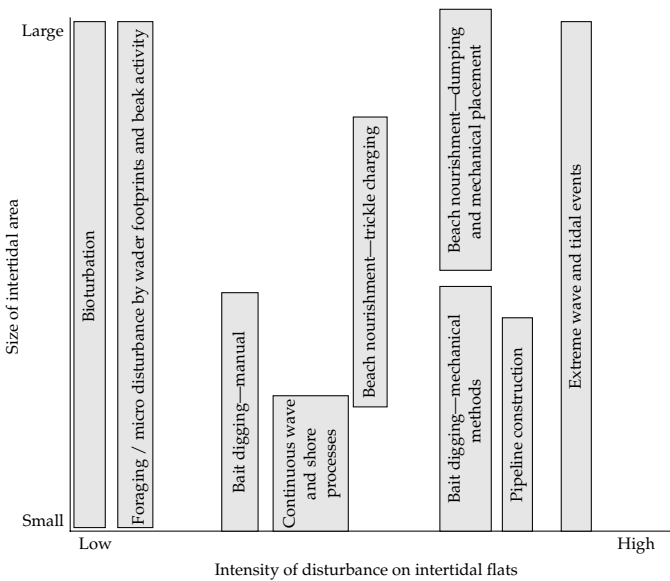 Large
Size of intertidal area
Small
Bioturbation
Foraging / micro disturbance by wader footprints and beak activity
Bait digging—manual
Continuous wave
and shore
processes
Beach nourishment—trickle charging
Beach nourishment—dumping
and mechanical placement
Bait digging—mechanical
methods
Pipeline construction
Extreme wave and tidal events
Low
High
Intensity of disturbance on intertidal flats